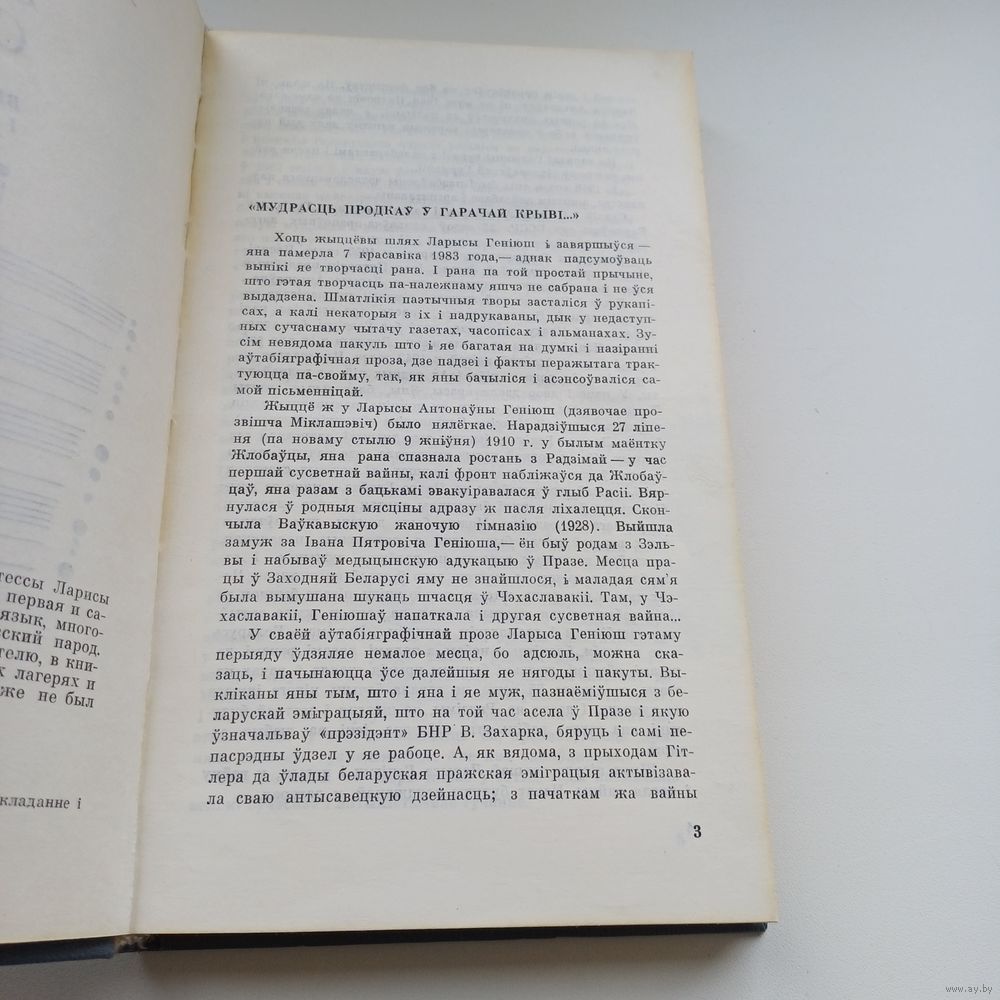 тессы Ларисы
первая и са-
язык, много-
ский народ.
телю, в кни-
х лагерях и
же не был
кладанне і
«МУДРАСЦЬ ПРОДКАЎ У ГАРАЧАЙ КРЫВІ...»
Хоць жыццёвы шлях Ларысы Геніюш і завяршыўся —
яна памерла 7 красавіка 1983 года,— аднак падсумоўваць
вынікі яе творчасці рана. І рана па той простай прычыне,
што гэтая творчасць па-належнаму яшчэ не сабрана і не ўся
выдадзена. Шматлікія паэтычныя творы засталіся ў рукапі-
сах, а калі некаторыя з іх і надрукаваны, дык у недаступ-
ных сучаснаму чытачу газетах, часопісах і альманахах. Зу-
сім невядома пакуль што і яе багатая на думкі і назіранні
аўтабіяграфічная проза, дзе падзеі і факты перажытага трак-
туюцца па-свойму, так, як яны бачыліся і асэнсоўваліся са-
мой пісьменніцай.
Жыццё ж у Ларысы Антонаўны Геніюш (дзявочае про-
звішча Міклашэвіч) было нялёгкае. Нарадзіўшыся 27 ліпе-
ня (па новаму стылю 9 жніўня) 1910 г. у былым маёнтку
Жлобаўцы, яна рана спазнала ростань з Радзімай — у час
першай сусветнай вайны, калі фронт набліжаўся да Жлобаў-
цаў, яна разам з бацькамі эвакуіравалася ў глыб Расіі. Вяр-
нулася ў родныя мясціны адразу ж пасля ліхалецця. Скон-
чыла Ваўкавыскую жаночую гімназію (1928). Выйшла
замуж за Івана Пятровіча Геніюша,— ён быў родам з Зэль-
вы і набываў медыцынскую адукацыю ў Празе. Месца пра-
цы ў Заходняй Беларусі яму не знайшлося, і маладая сям'я
была вымушана шукаць шчасця ў Чэхаславакіі. Там, у Чэ-
хаславакіі, Геніюшаў напаткала і другая сусветная вайна...
У сваёй аўтабіяграфічнай прозе Ларыса Геніюш гэтаму
перыяду ўдзяляе немалое месца, бо адсюль, можна ска-
заць, і пачынаюцца ўсе далейшыя яе нягоды і пакуты. Вы-
кліканы яны тым, што і яна і яе муж, пазнаёміўшыся з бе-
ларускай эміграцыяй, што на той час асела ў Празе і якую
ўзначальваў «прэзідэнт» БНР В. Захарка, бяруць і самі не-
пасрэдны ўдзел у яе рабоце. А, як вядома, з прыходам Гіт-
лера да ўлады беларуская пражская эміграцыя актывізава-
ла сваю антысавецкую дзейнасць; з пачаткам жа вайны
3
www.ay.by